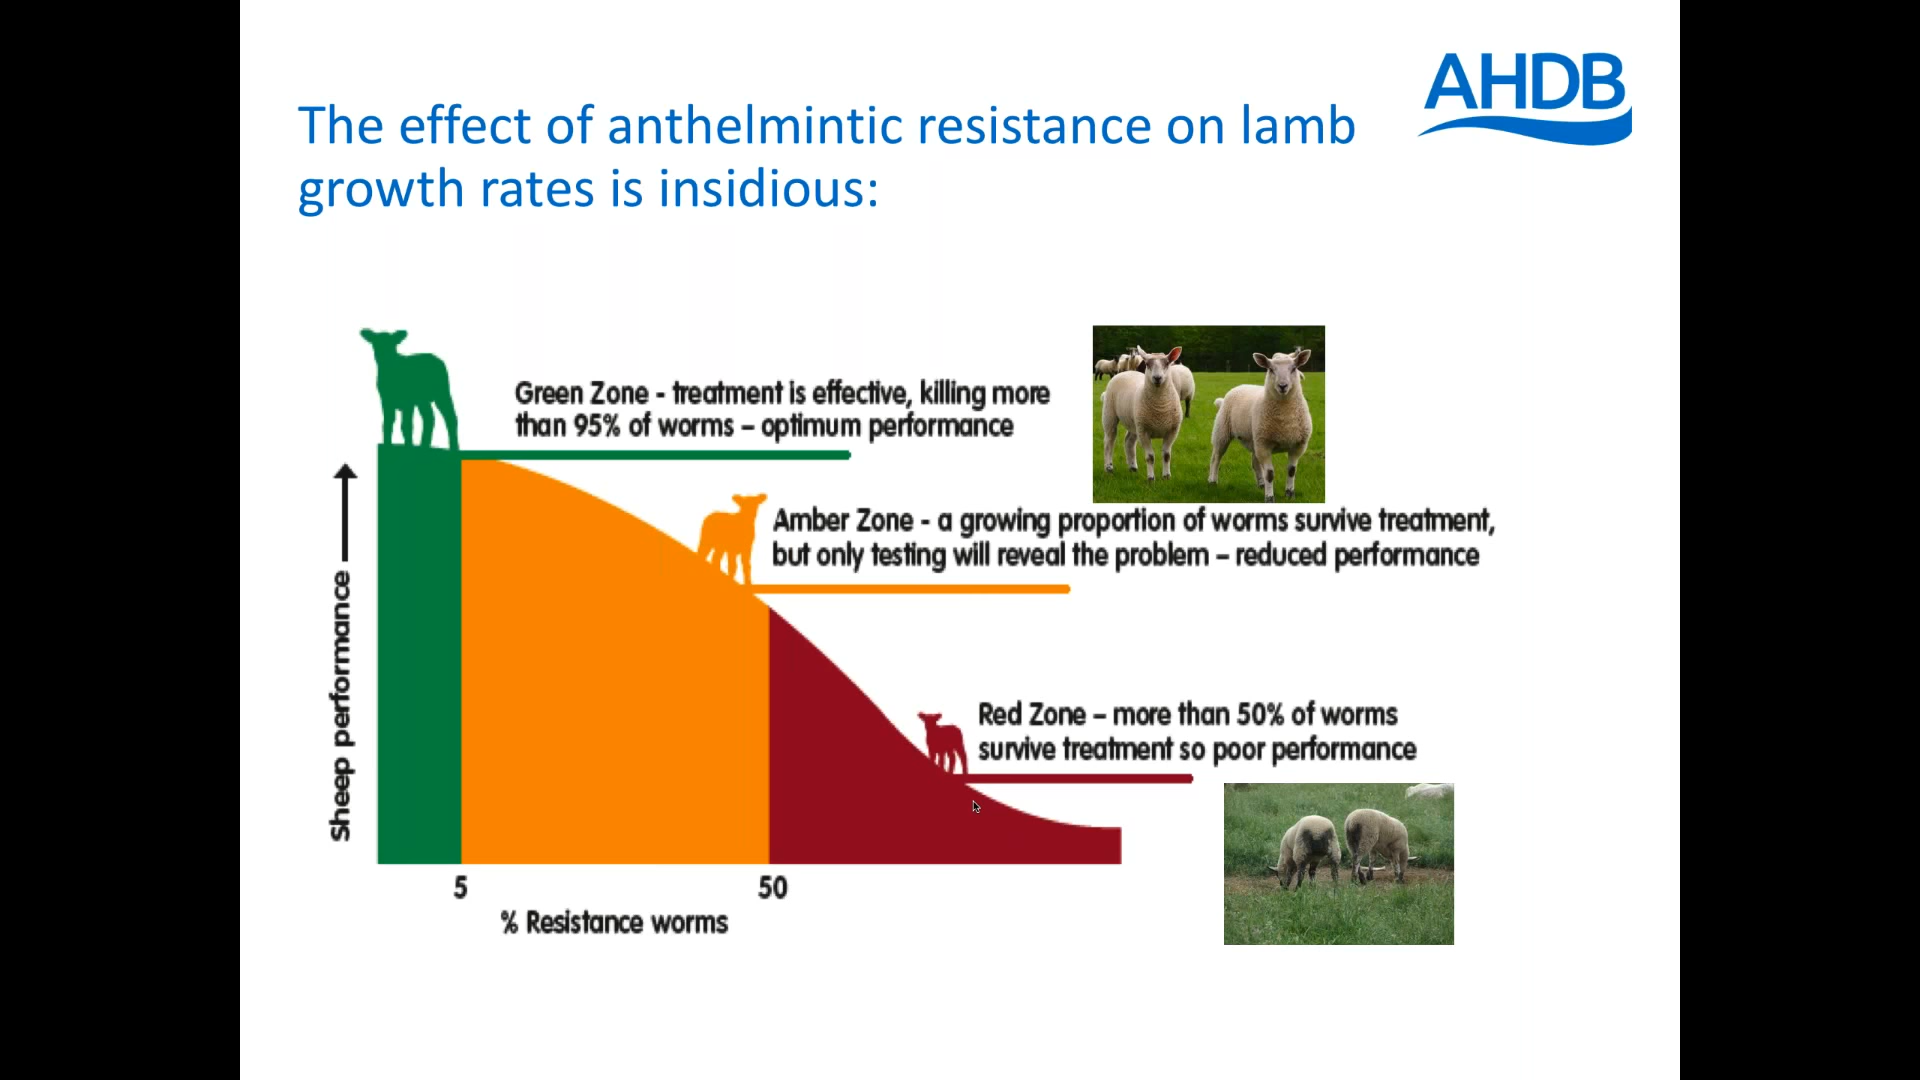 AHDB
The effect of anthelmintic resistance on lamb
growth rates is insidious:
Green Zone - treatment is effective, killing more
than 95% of worms – optimum performance
Amber Zone - a growing proportion of worms survive treatment,
but only testing will reveal the problem – reduced performance
Red Zone – more than 50% of worms
survive treatment so poor performance
Sheep performance
5
50
% Resistance worms